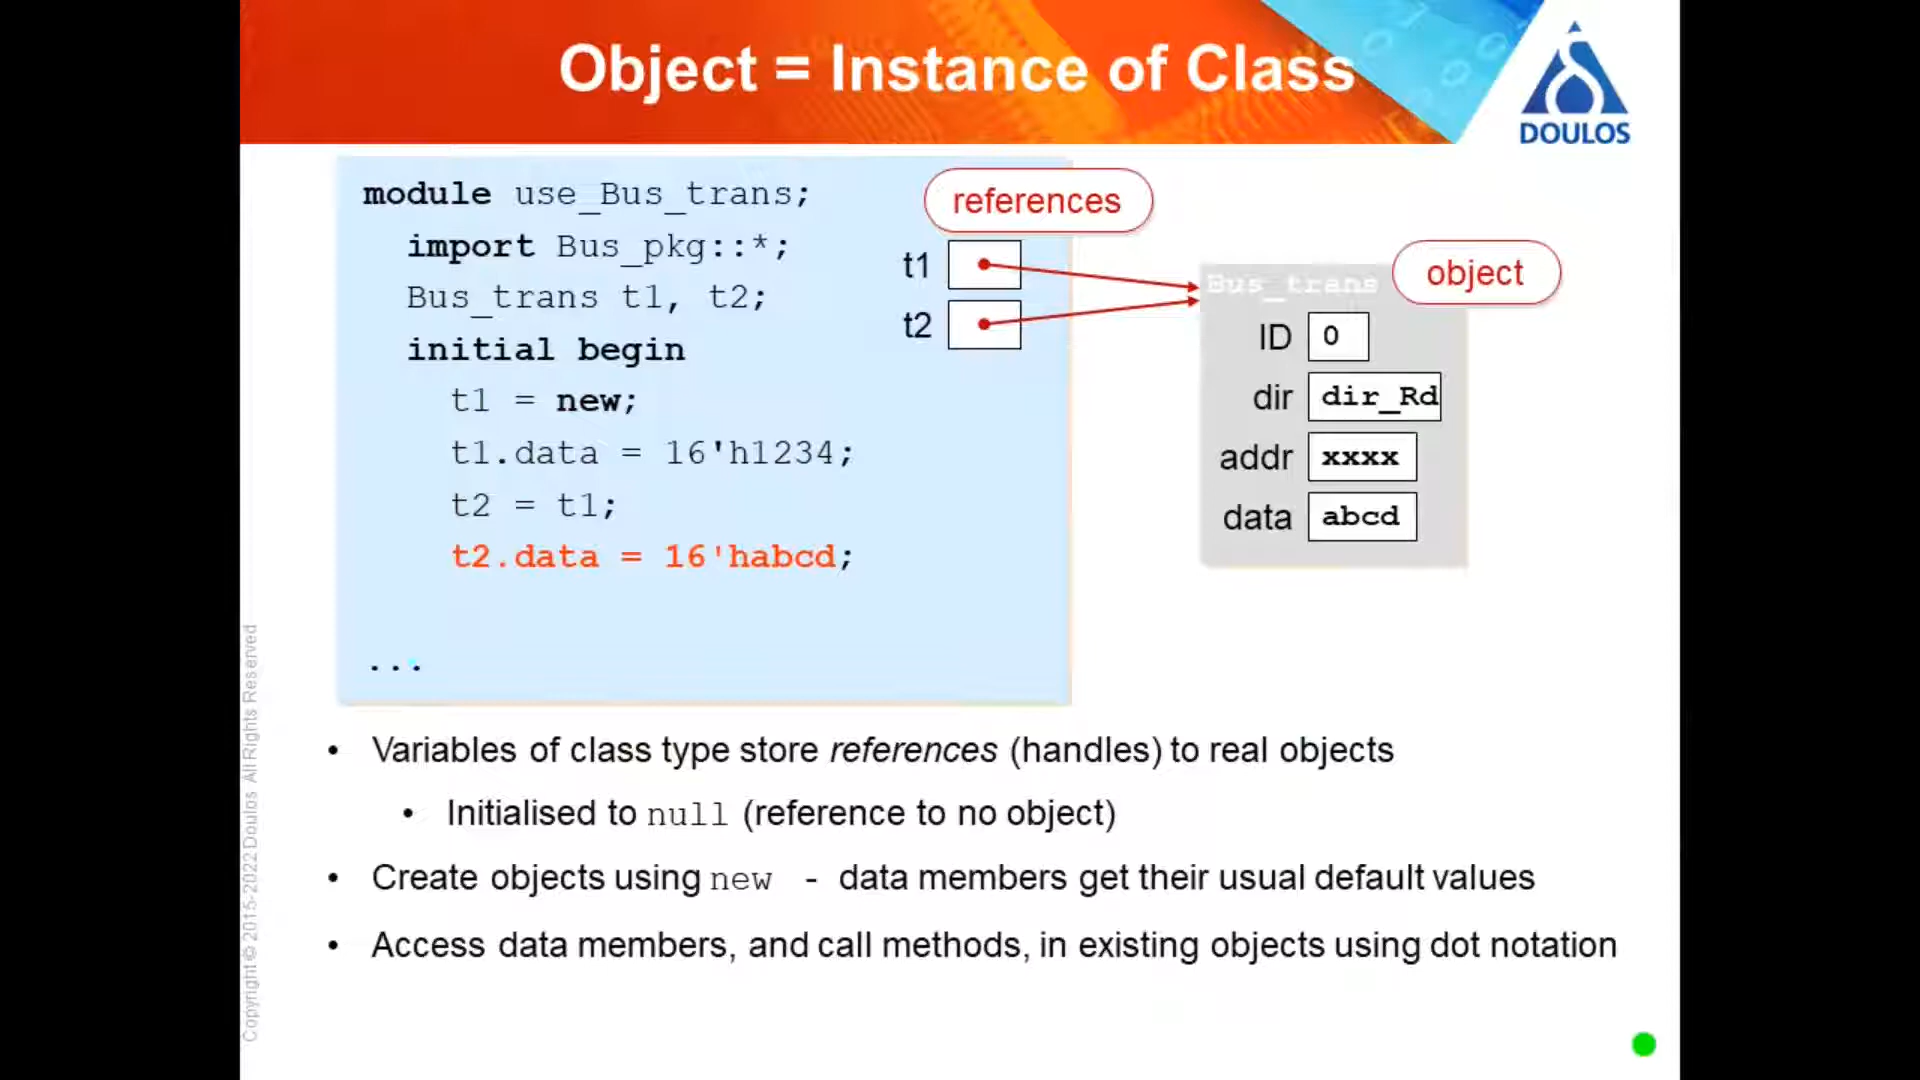 Object = Instance of Class
DOULOS
module use_Bus_trans;
import Bus_pkg::*;
Bus_trans t1, t2;
initial begin
t1 = new;
t1.data = 16'h1234;
t2 = t1;
t2.data = 16'habcd;
...
references
t1
t2
object
Bus_trans
ID 0
dir dir_Rd
addr xxxx
data abcd
• Variables of class type store references (handles) to real objects
• Initialised to null (reference to no object)
• Create objects using new - data members get their usual default values
• Access data members, and call methods, in existing objects using dot notation
Copyright © 2015-2022 Doulos All Rights Reserved